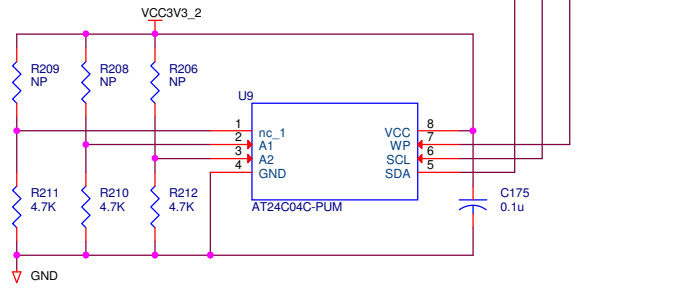 VCC3V3_2
R209
NP
R208
NP
R206
NP
U9
1
nc_1
2
A1
3
A2
4
GND
8
VCC
7
WP
6
SCL
5
SDA
AT24C04C-PUM
R211
4.7K
R210
4.7K
R212
4.7K
C175
0.1u
GND